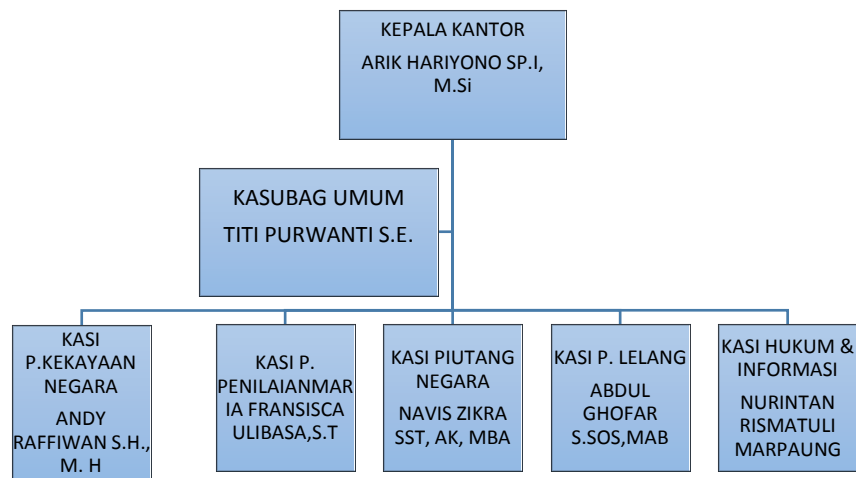 KEPALA KANTOR
ARIK HARIYONO SP.I,
M.Si
KASUBAG UMUM
TITI PURWANTI S.E.
KASI
P.KEKAYAAN
NEGARA
ANDY
RAFFIWAN S.H.,
M. H
KASI P.
PENILAIANMAR
IA FRANSISCA
ULIBASA,S.T
KASI PIUTANG
NEGARA
NAVIS ZIKRA
SST, AK, MBA
KASI P. LELANG
ABDUL
GHOFAR
S.SOS,MAB
KASI HUKUM &
INFORMASI
NURINTAN
RISMATULI
MARPAUNG